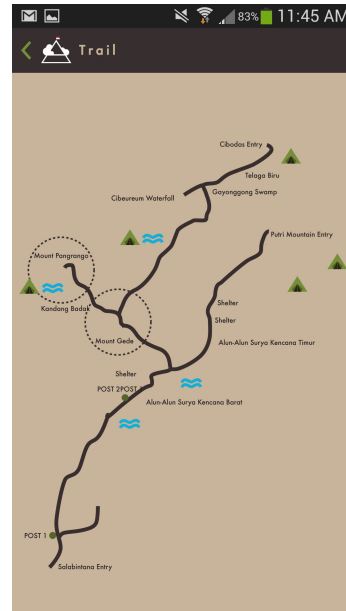 83% 11:45 AM
Trail
Cibodas Entry
Telaga Biru
Gayonggong Swamp
Cibeureum Waterfall
Putri Mountain Entry
Mount Pangrango
Kandang Badak
Shelter
Shelter
Mount Gede
Alun-Alun Surya Kencana Timur
Shelter
POST 2
Alun-Alun Surya Kencana Barat
POST 1
Salabintana Entry